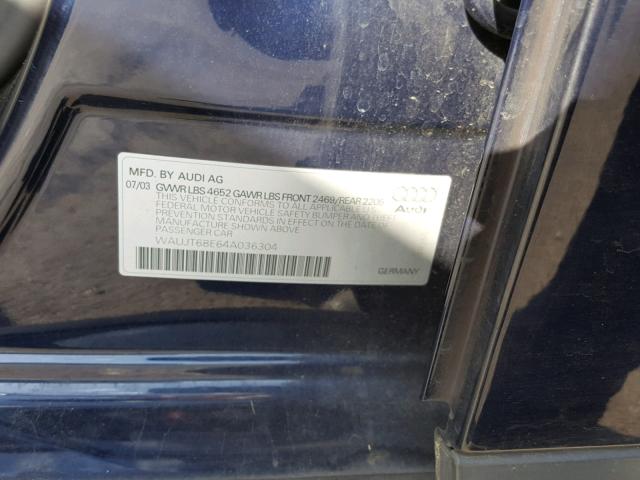 MFD. BY AUDI AG
07/03 GVWR LBS 4652 GAWR LBS FRONT 2469/REAR 2205
THIS VEHICLE CONFORMS TO ALL APPLICABLE
FEDERAL MOTOR VEHICLE SAFETY BUMPER AND THEFT
PREVENTION STANDARDS IN EFFECT ON THE DATE OF
MANUFACTURE SHOWN ABOVE
PASSENGER CAR
Audi
WAUJT68E64A036304
GERMANY